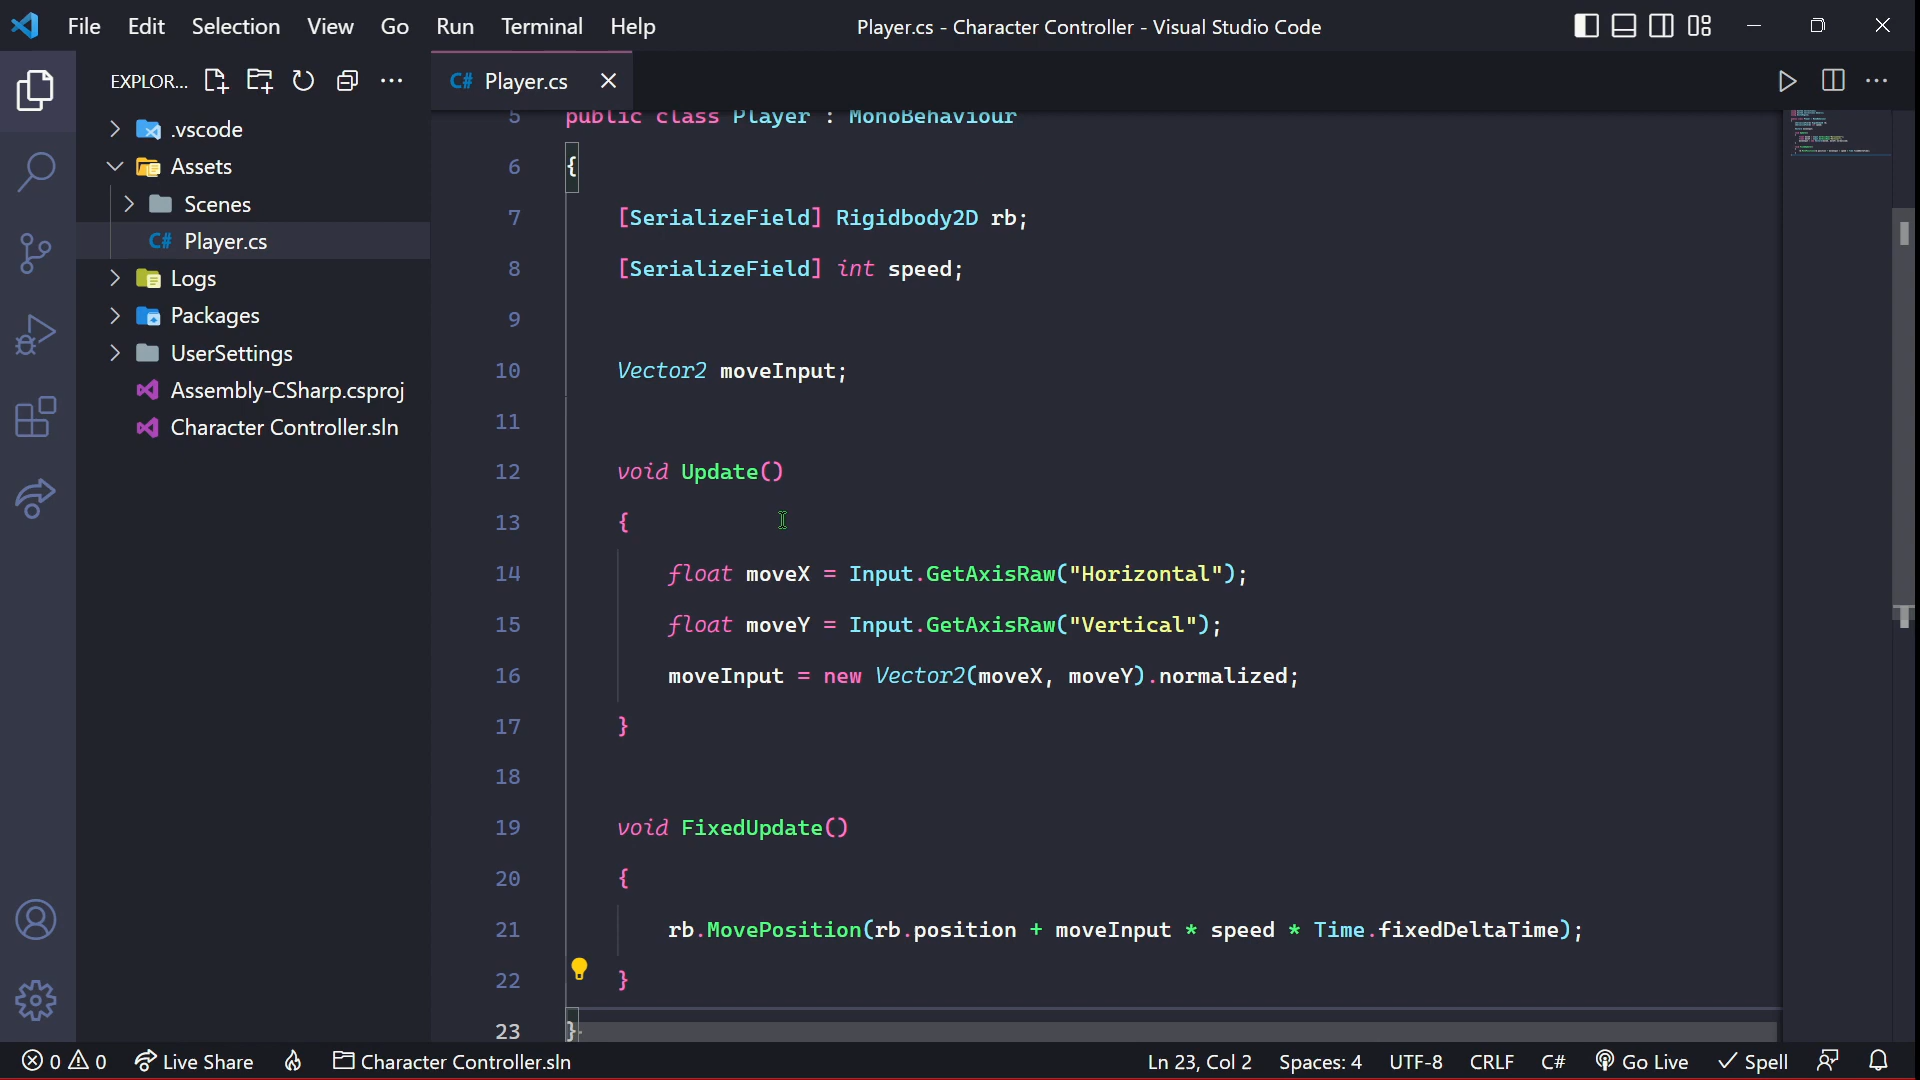 File Edit Selection View Go Run Terminal Help Player.cs - Character Controller - Visual Studio Code
EXPLOR...
.vscode
Assets
Scenes
C# Player.cs
Logs
Packages
UserSettings
Assembly-CSharp.csproj
Character Controller.sln
C# Player.cs
5 public class Player : MonoBehaviour
6 {
7 [SerializeField] Rigidbody2D rb;
8 [SerializeField] int speed;
9
10 Vector2 moveInput;
11
12 void Update()
13 {
14 float moveX = Input.GetAxisRaw("Horizontal");
15 float moveY = Input.GetAxisRaw("Vertical");
16 moveInput = new Vector2(moveX, moveY).normalized;
17 }
18
19 void FixedUpdate()
20 {
21 rb.MovePosition(rb.position + moveInput * speed * Time.fixedDeltaTime);
22 }
23 }
0 0 Live Share Character Controller.sln Ln 23, Col 2 Spaces: 4 UTF-8 CRLF C# Go Live Spell